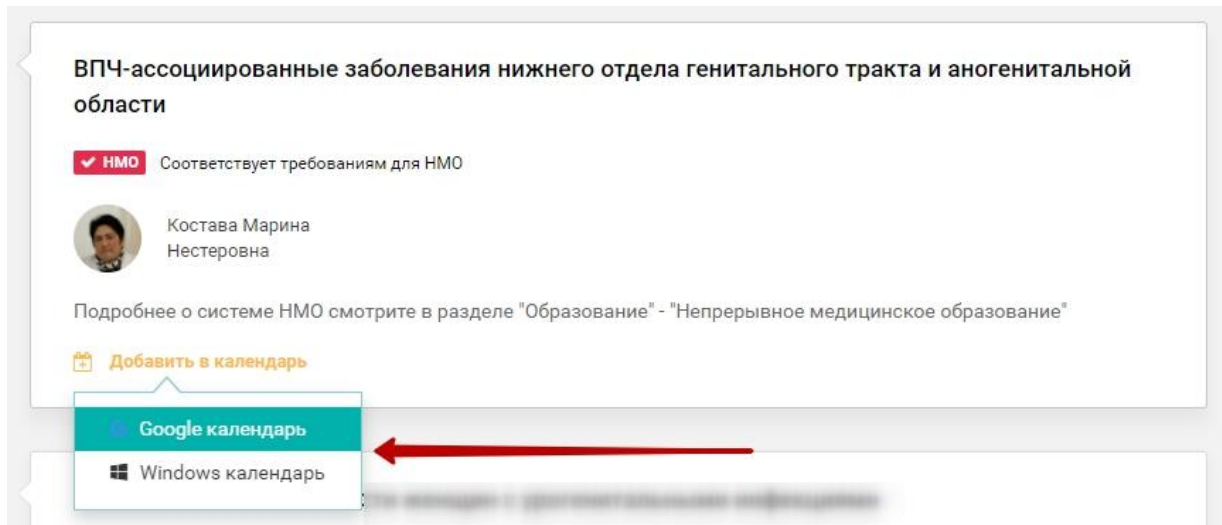 ВПЧ-ассоциированные заболевания нижнего отдела генитального тракта и аногенитальной
области
НМО Соответствует требованиям для НМО
Костава Марина
Нестеровна
Подробнее о системе НМО смотрите в разделе "Образование" - "Непрерывное медицинское образование"
Добавить в календарь
Google календарь
Windows календарь